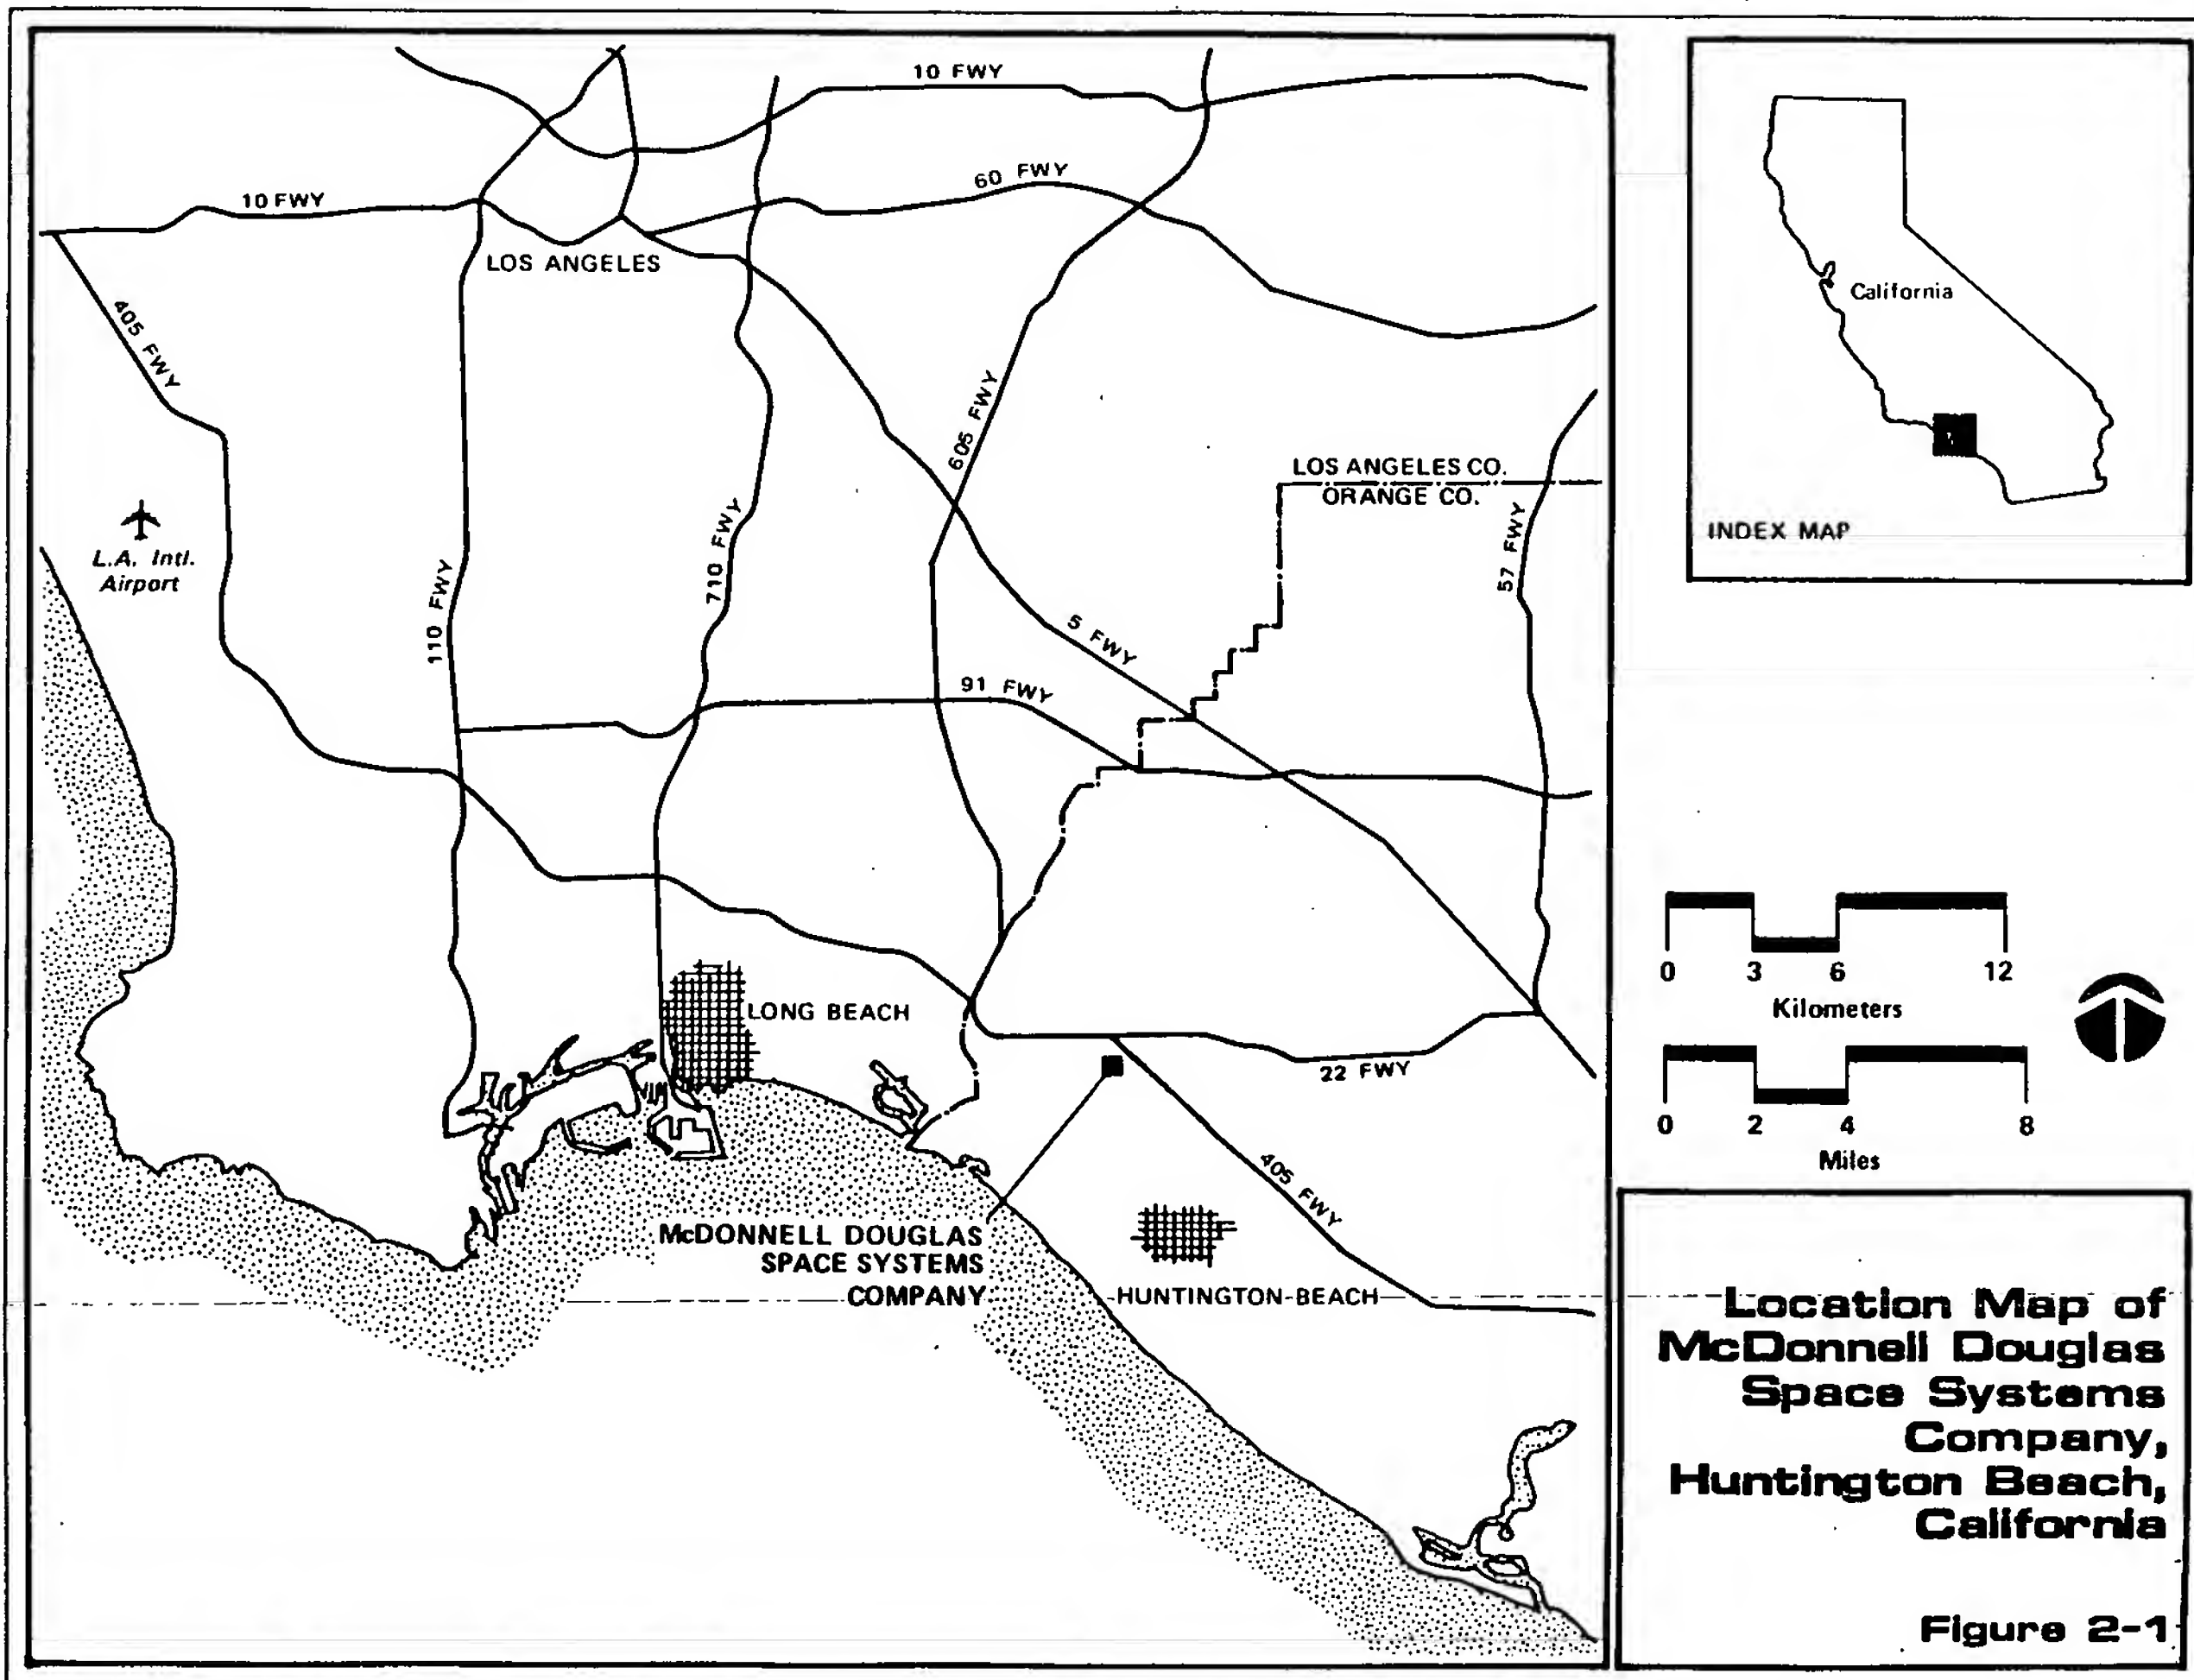 10 FWY
60 FWY
10 FWY
LOS ANGELES
405 FWY
605 FWY
LOS ANGELES CO.
ORANGE CO.
L.A. Intl.
Airport
110 FWY
710 FWY
57 FWY
5 FWY
91 FWY
LONG BEACH
22 FWY
405 FWY
McDONNELL DOUGLAS
SPACE SYSTEMS
COMPANY
HUNTINGTON BEACH
California
INDEX MAP
0 3 6 12
Kilometers
0 2 4 8
Miles
Location Map of
McDonnell Douglas
Space Systems
Company,
Huntington Beach,
California
Figure 2-1